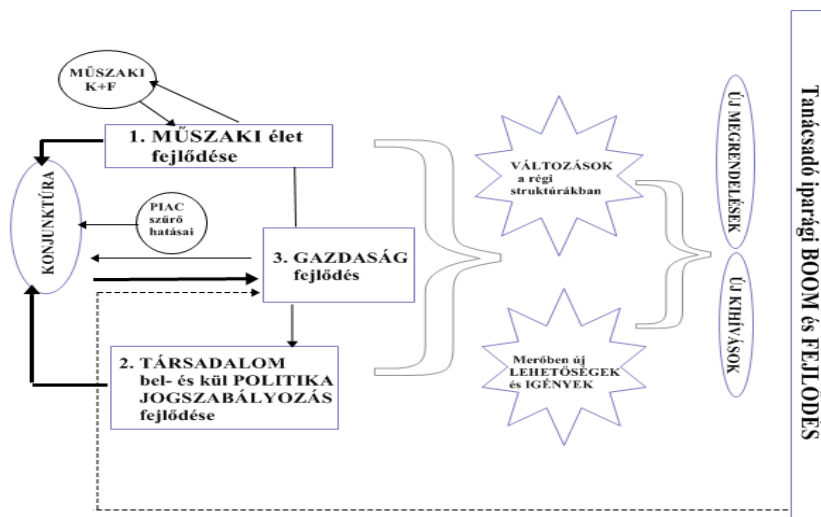 MŰSZAKI
K+F
1. MŰSZAKI élet
fejlődése
KONJUNKTÚRA
PIAC
szűrő
hatásai
3. GAZDASÁG
fejlődés
2. TÁRSADALOM
bel- és kül POLITIKA
JOGSZABÁLYOZÁS
fejlődése
VÁLTOZÁSOK
a régi
struktúrákban
Merőben új
LEHETŐSÉGEK
és IGÉNYEK
ÚJ MEGRENDELÉSEK
ÚJ KIHÍVÁSOK
Tanácsadó iparági BOOM és FEJLŐDÉS